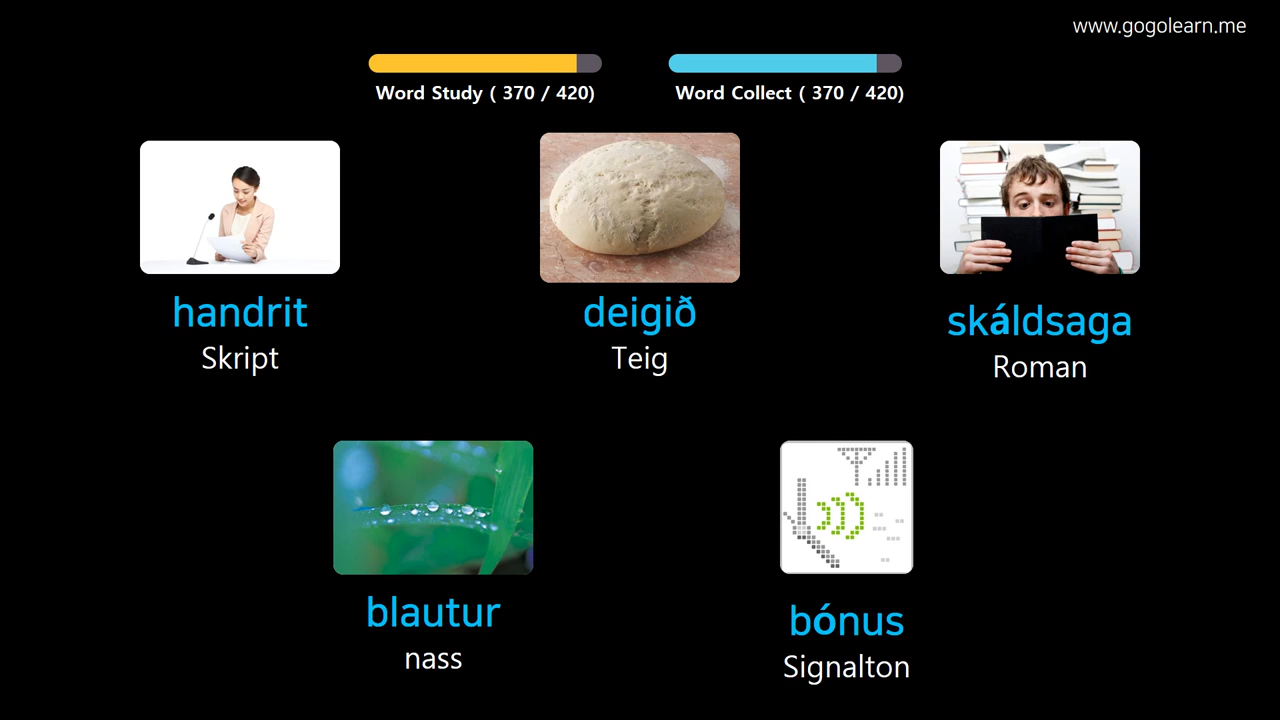 www.gogolearn.me
Word Study ( 370 / 420)
Word Collect ( 370 / 420)
handrit
Skript
deigið
Teig
skáldsaga
Roman
blautur
nass
bónus
Signalton